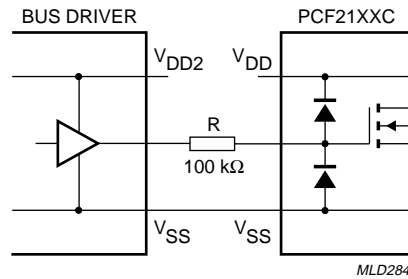 BUS DRIVER
PCF21XXC
VDD2
VDD
R
100 kΩ
VSS
VSS
MLD284